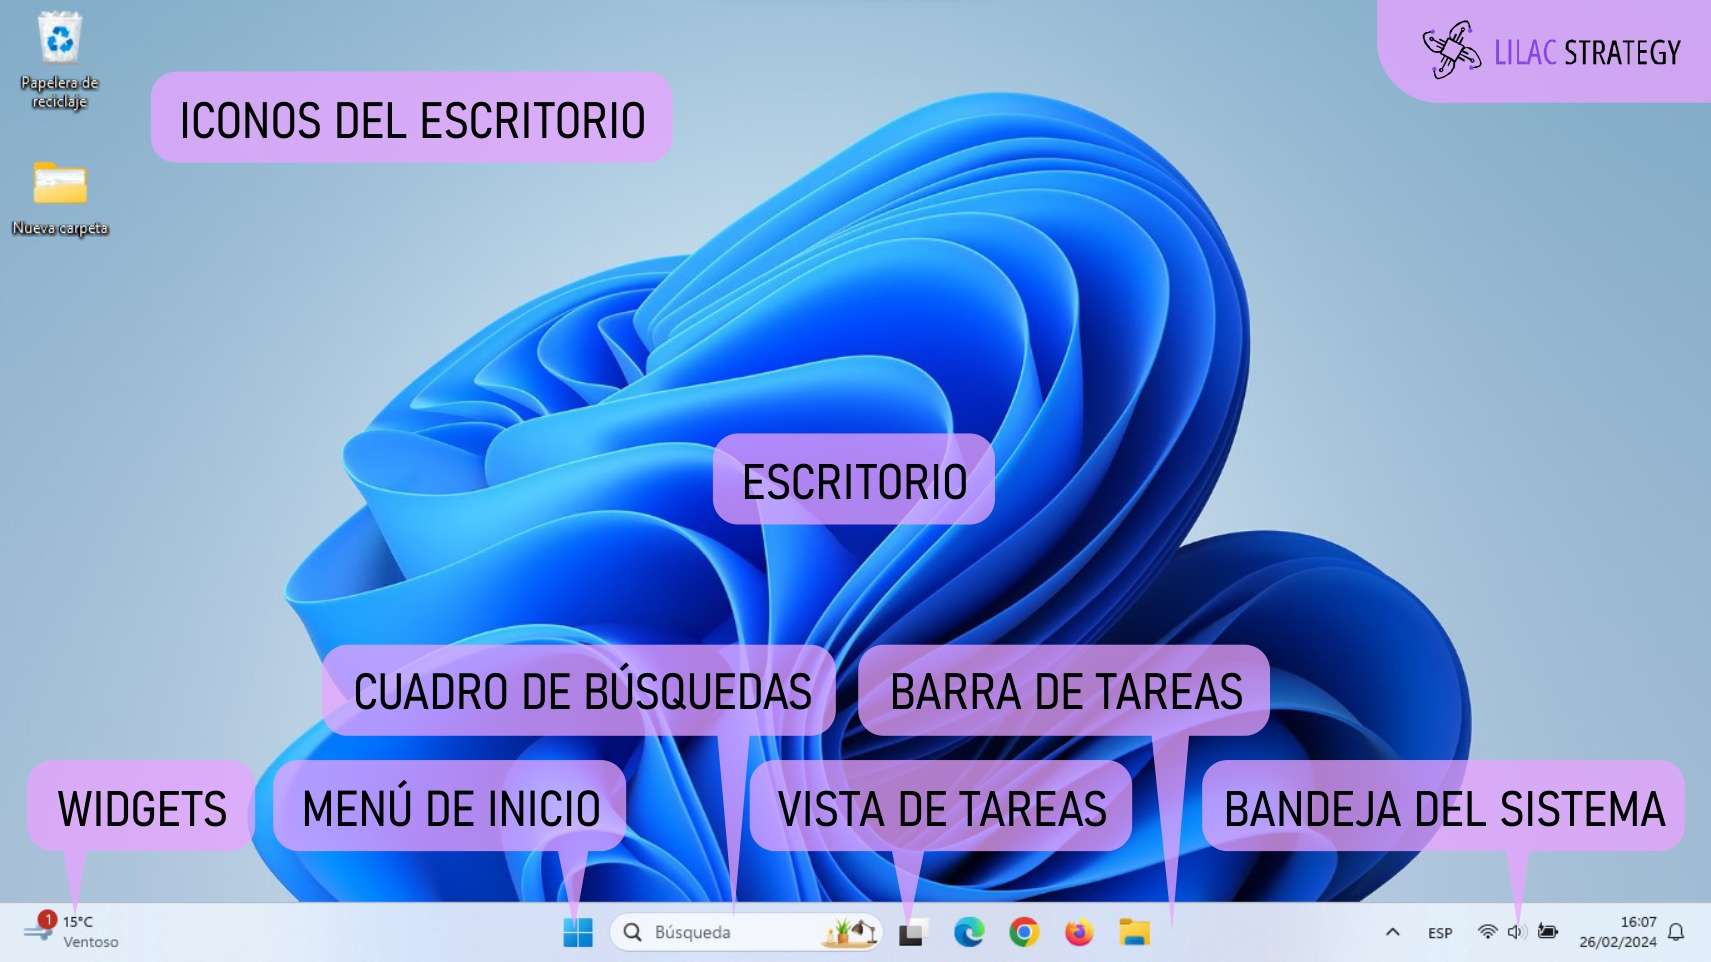 Papelera de
reciclaje
ICONOS DEL ESCRITORIO
LILAC STRATEGY
Nueva carpeta
ESCRITORIO
CUADRO DE BÚSQUEDAS
BARRA DE TAREAS
WIDGETS
MENÚ DE INICIO
VISTA DE TAREAS
BANDEJA DEL SISTEMA
1
15°C
Ventoso
Búsqueda
ESP
16:07
26/02/2024